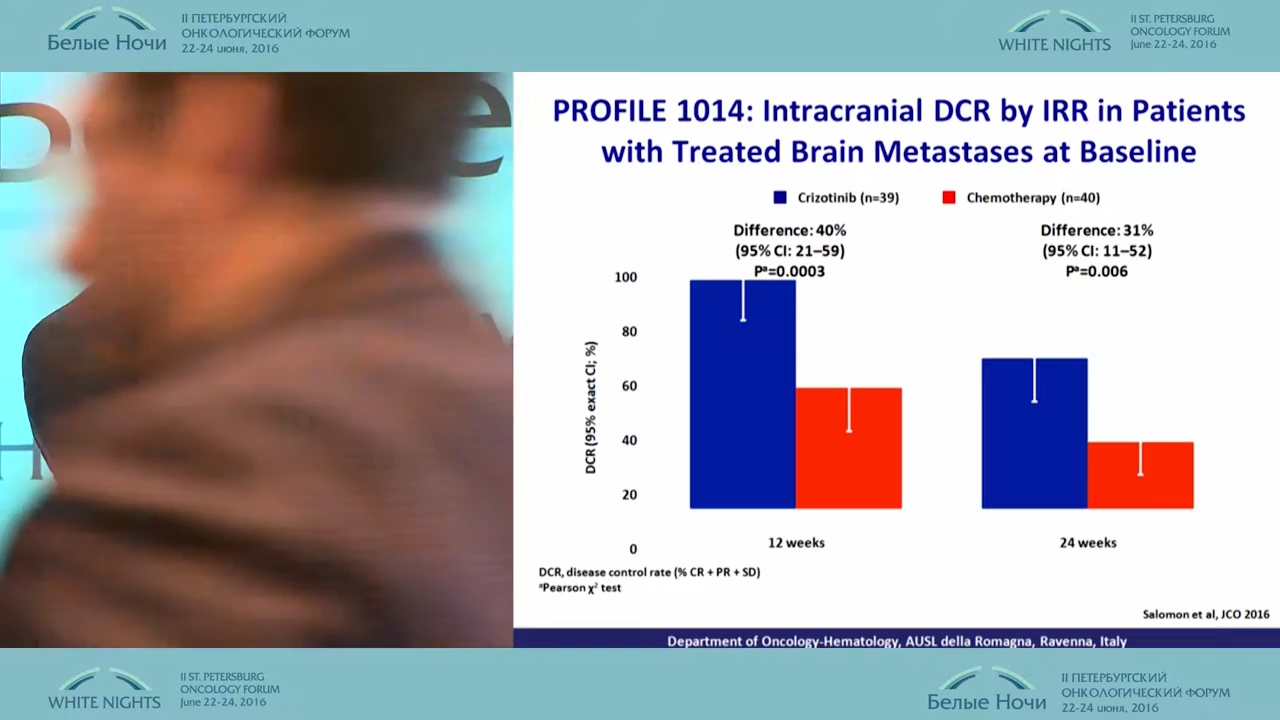 II ПЕТЕРБУРГСКИЙ
ОНКОЛОГИЧЕСКИЙ ФОРУМ
Белые Ночи
22-24 июня, 2016
II ST. PETERSBURG
ONCOLOGY FORUM
WHITE NIGHTS
June 22-24, 2016
PROFILE 1014: Intracranial DCR by IRR in Patients
with Treated Brain Metastases at Baseline
Crizotinib (n=39)
Chemotherapy (n=40)
Difference: 40%
(95% CI: 21–59)
Pª=0.0003
Difference: 31%
(95% CI: 11–52)
Pª=0.006
DCR (95% exact CI; %)
100
80
60
40
20
0
12 weeks
24 weeks
DCR, disease control rate (% CR + PR + SD)
ªPearson χ² test
Salomon et al, JCO 2016
Department of Oncology-Hematology, AUSL della Romagna, Ravenna, Italy
II ST. PETERSBURG
ONCOLOGY FORUM
WHITE NIGHTS
June 22-24, 2016
II ПЕТЕРБУРГСКИЙ
ОНКОЛОГИЧЕСКИЙ ФОРУМ
Белые Ночи
22-24 июня, 2016